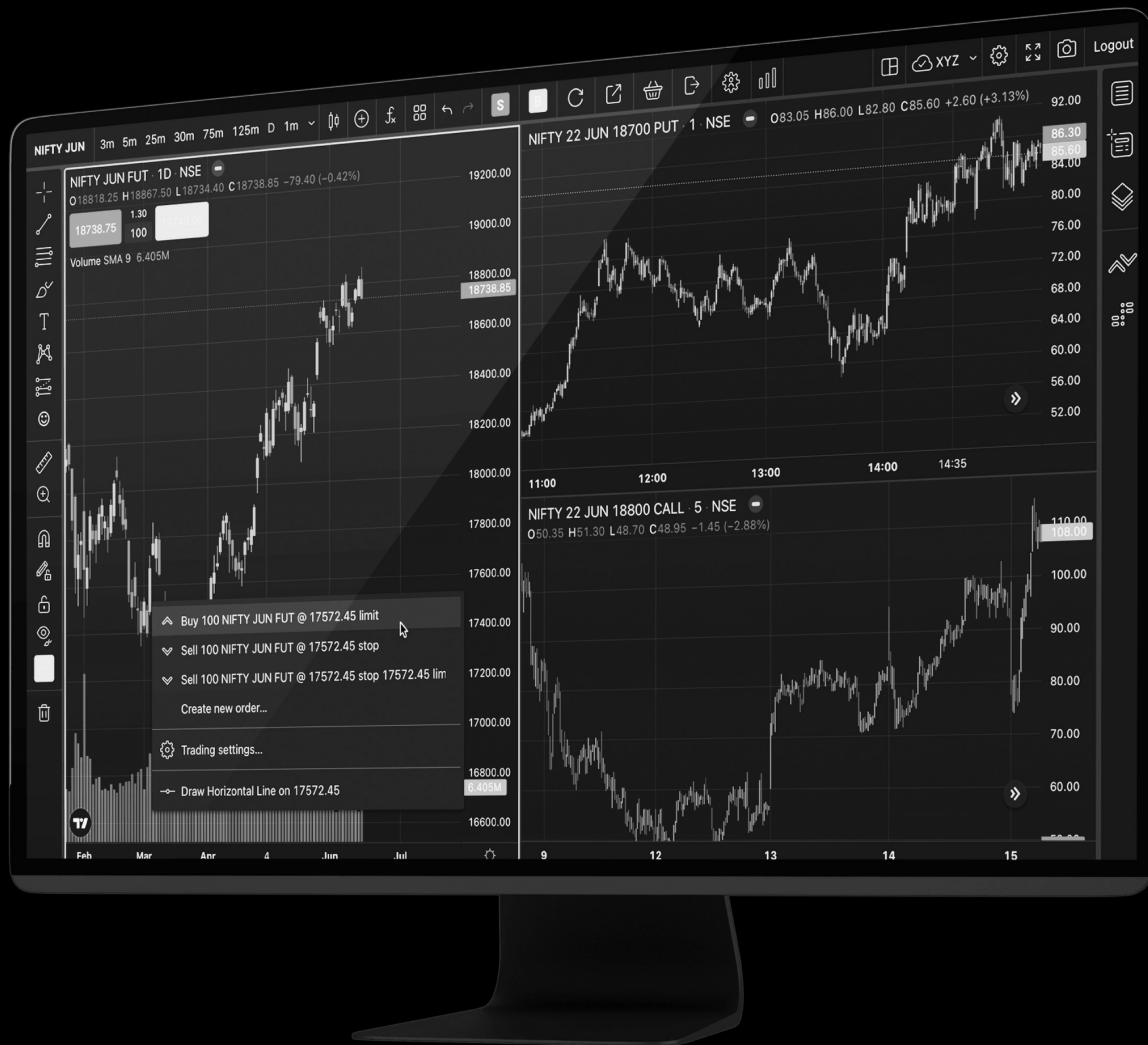 NIFTY JUN 3m 5m 25m 30m 75m 125m D 1m S XYZ Logout
NIFTY JUN FUT · 1D · NSE
O18818.25 H18867.50 L18734.40 C18738.85 −79.40 (−0.42%)
18738.75 1.30
100
Volume SMA 9 6.405M
19200.00
19000.00
18800.00
18738.85
18600.00
18400.00
18200.00
18000.00
17800.00
17600.00
17400.00
17200.00
17000.00
16800.00
6.405M
16600.00
Buy 100 NIFTY JUN FUT @ 17572.45 limit
Sell 100 NIFTY JUN FUT @ 17572.45 stop
Sell 100 NIFTY JUN FUT @ 17572.45 stop 17572.45 lim
Create new order...
Trading settings...
Draw Horizontal Line on 17572.45
Feb Mar Apr 4 Jun Jul
NIFTY 22 JUN 18700 PUT · 1 · NSE O83.05 H86.00 L82.80 C85.60 +2.60 (+3.13%)
92.00
86.30
85.60
84.00
80.00
76.00
72.00
68.00
64.00
60.00
56.00
52.00
11:00 12:00 13:00 14:00 14:35
NIFTY 22 JUN 18800 CALL · 5 · NSE
O50.35 H51.30 L48.70 C48.95 −1.45 (−2.88%)
110.00
108.00
100.00
90.00
80.00
70.00
60.00
9 12 13 14 15